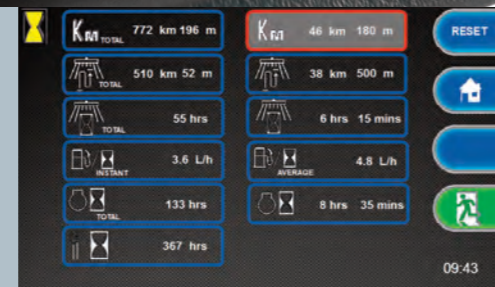 Km TOTAL 772 km 196 m
Km 46 km 180 m
RESET
TOTAL 510 km 52 m
38 km 500 m
TOTAL 55 hrs
6 hrs 15 mins
INSTANT 3.6 L/h
AVERAGE 4.8 L/h
TOTAL 133 hrs
8 hrs 35 mins
367 hrs
09:43